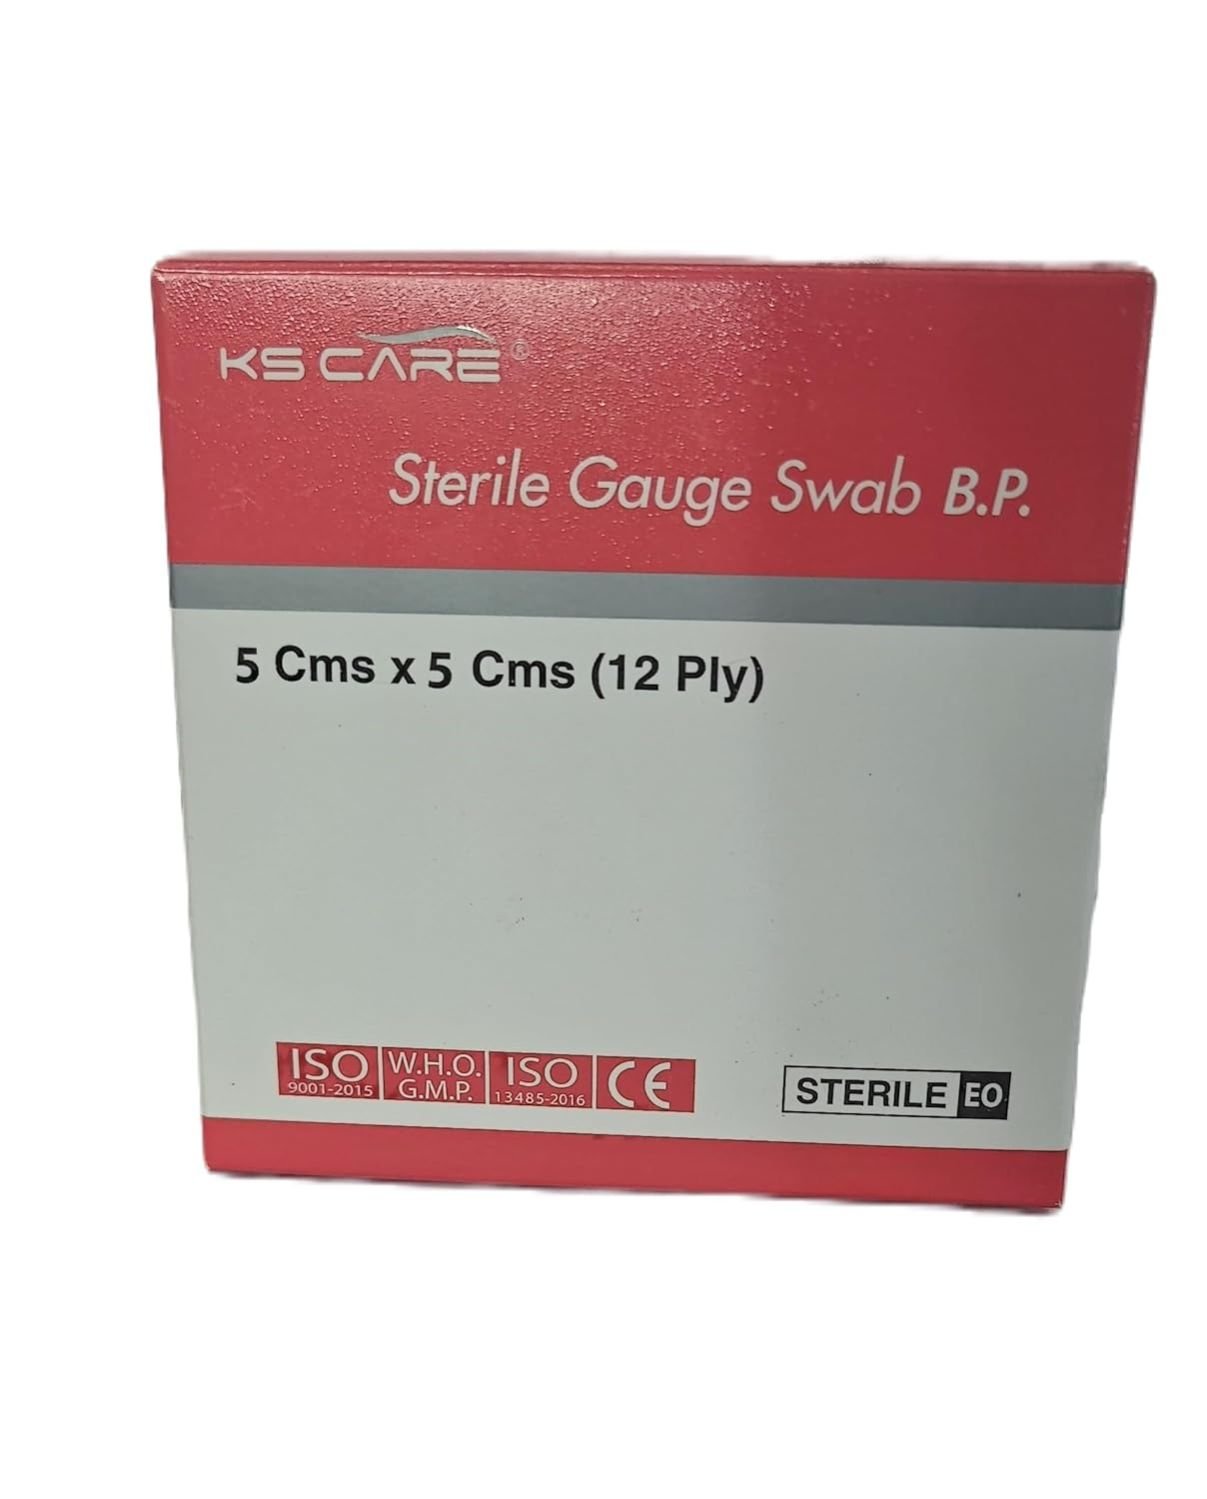 KS CARE®
Sterile Gauge Swab B.P.
5 Cms x 5 Cms (12 Ply)
ISO 9001-2015 W.H.O. G.M.P. ISO 13485-2016 CE
STERILE EO